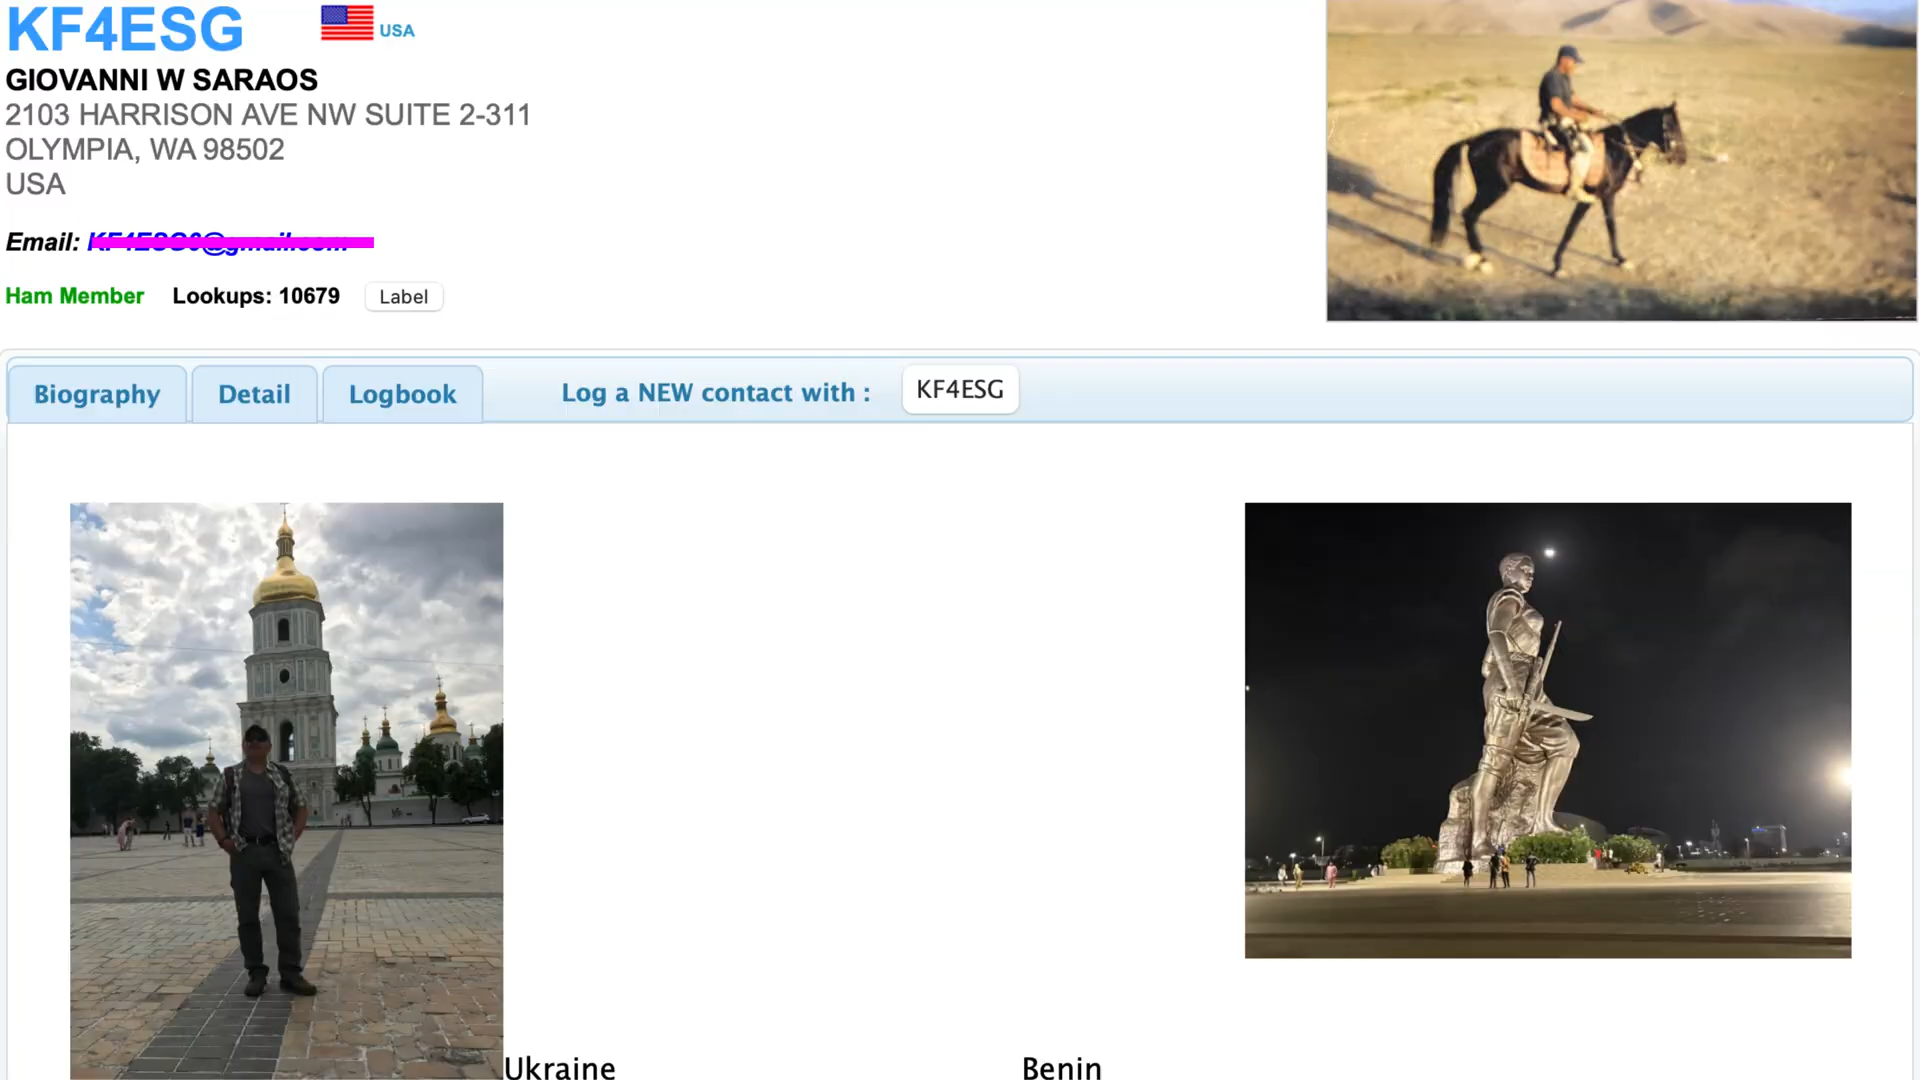 KF4ESG
USA
GIOVANNI W SARAOS
2103 HARRISON AVE NW SUITE 2-311
OLYMPIA, WA 98502
USA
Email:
Ham Member Lookups: 10679 Label
Biography Detail Logbook Log a NEW contact with : KF4ESG
Ukraine Benin